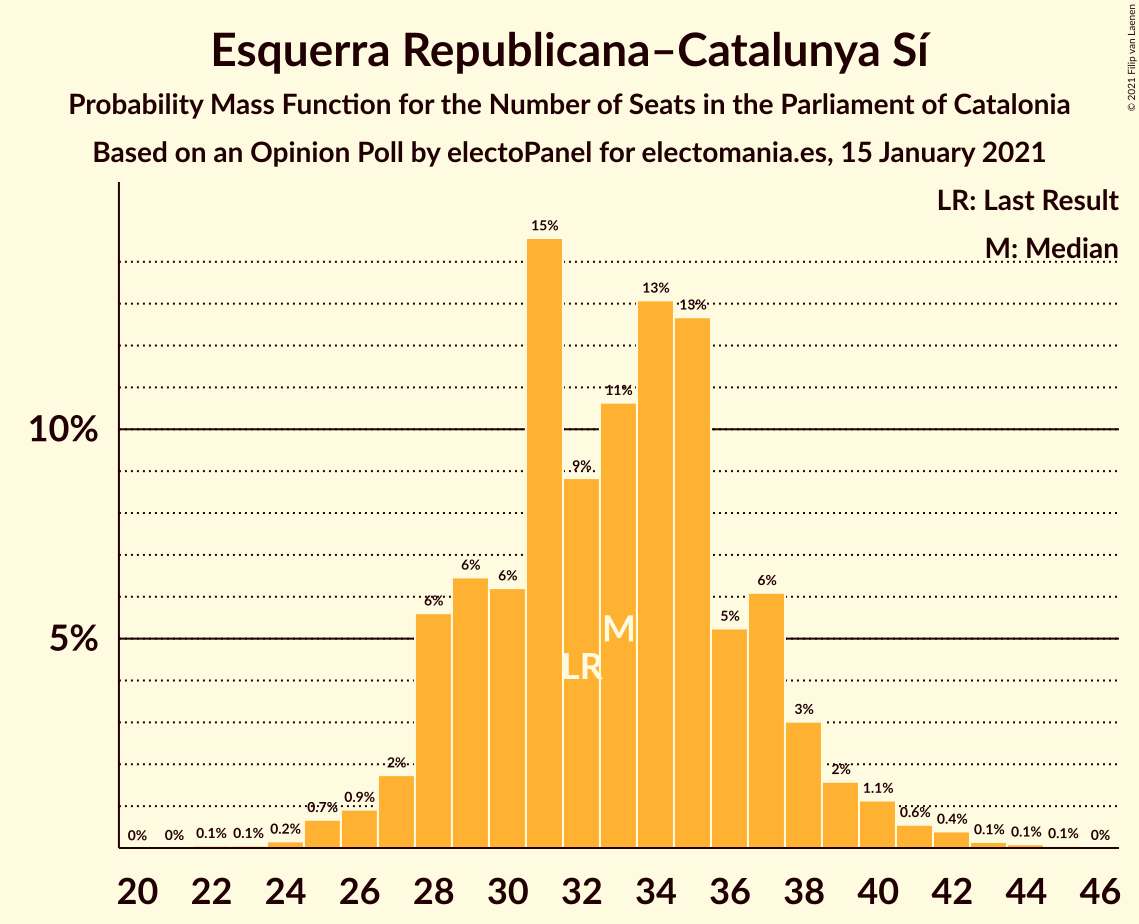 Esquerra Republicana–Catalunya Sí
Probability Mass Function for the Number of Seats in the Parliament of Catalonia
Based on an Opinion Poll by electoPanel for electomania.es, 15 January 2021
© 2021 Filip van Laenen
LR: Last Result
M: Median
10%
5%
0% 0% 0.1% 0.1% 0.2% 0.7% 0.9% 2% 6% 6% 6% 15% 9% 11% 13% 13% 5% 6% 3% 2% 1.1% 0.6% 0.4% 0.1% 0.1% 0.1% 0%
M
LR
20 22 24 26 28 30 32 34 36 38 40 42 44 46